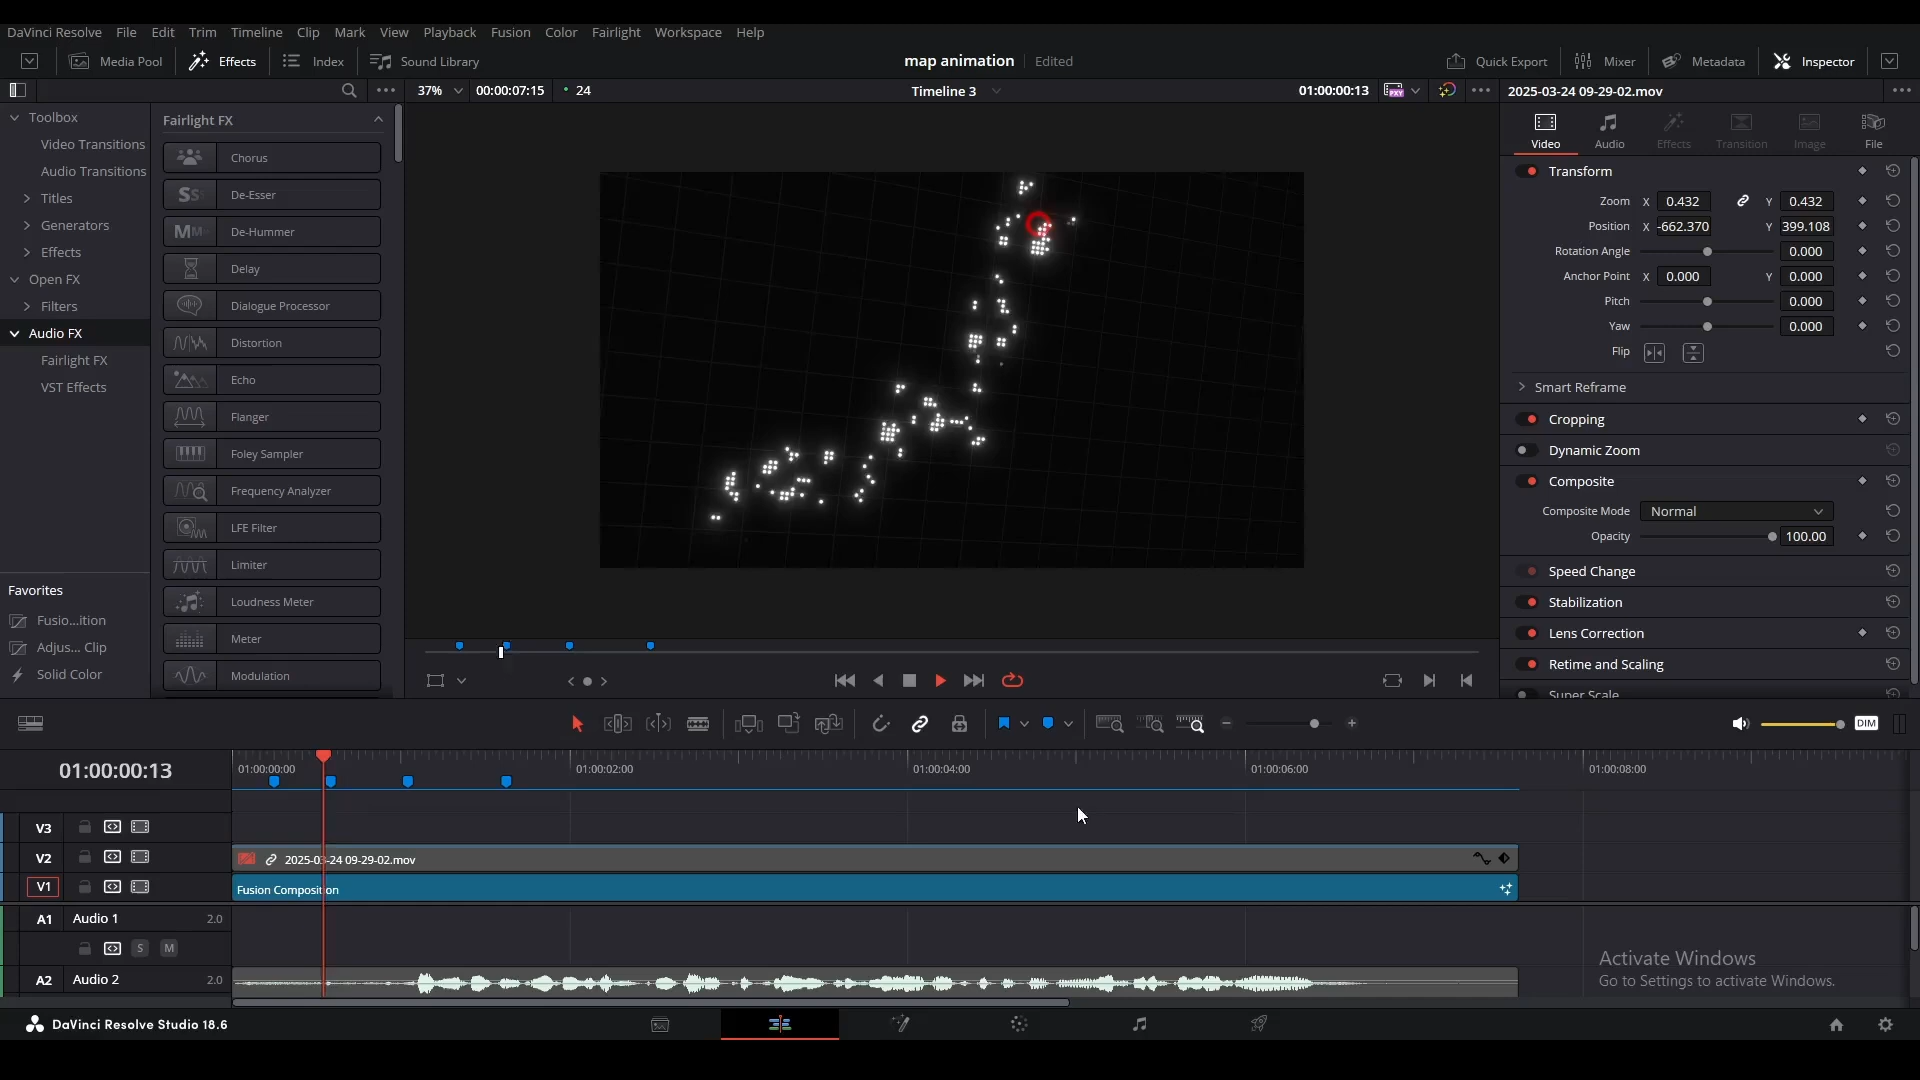 DaVinci Resolve File Edit Trim Timeline Clip Mark View Playback Fusion Color Fairlight Workspace Help
Media Pool Effects Index Sound Library map animation Edited Quick Export Mixer Metadata Inspector
37% 00:00:07:15 24 Timeline 3 01:00:00:13 PXY 2025-03-24 09-29-02.mov
Toolbox
Video Transitions
Audio Transitions
Titles
Generators
Effects
Open FX
Filters
Audio FX
Fairlight FX
VST Effects
Favorites
Fusio...ition
Adjus... Clip
Solid Color
Fairlight FX
Chorus
De-Esser
De-Hummer
Delay
Dialogue Processor
Distortion
Echo
Flanger
Foley Sampler
Frequency Analyzer
LFE Filter
Limiter
Loudness Meter
Meter
Modulation
Video Audio Effects Transition Image File
Transform
Zoom X 0.432 Y 0.432
Position X -662.370 Y 399.108
Rotation Angle 0.000
Anchor Point X 0.000 Y 0.000
Pitch 0.000
Yaw 0.000
Flip
Smart Reframe
Cropping
Dynamic Zoom
Composite
Composite Mode Normal
Opacity 100.00
Speed Change
Stabilization
Lens Correction
Retime and Scaling
Super Scale
DIM
01:00:00:13 01:00:00:00 01:00:02:00 01:00:04:00 01:00:06:00 01:00:08:00
V3
V2 2025-03-24 09-29-02.mov
V1 Fusion Composition
A1 Audio 1 2.0
S M
A2 Audio 2 2.0
Activate Windows
Go to Settings to activate Windows.
DaVinci Resolve Studio 18.6